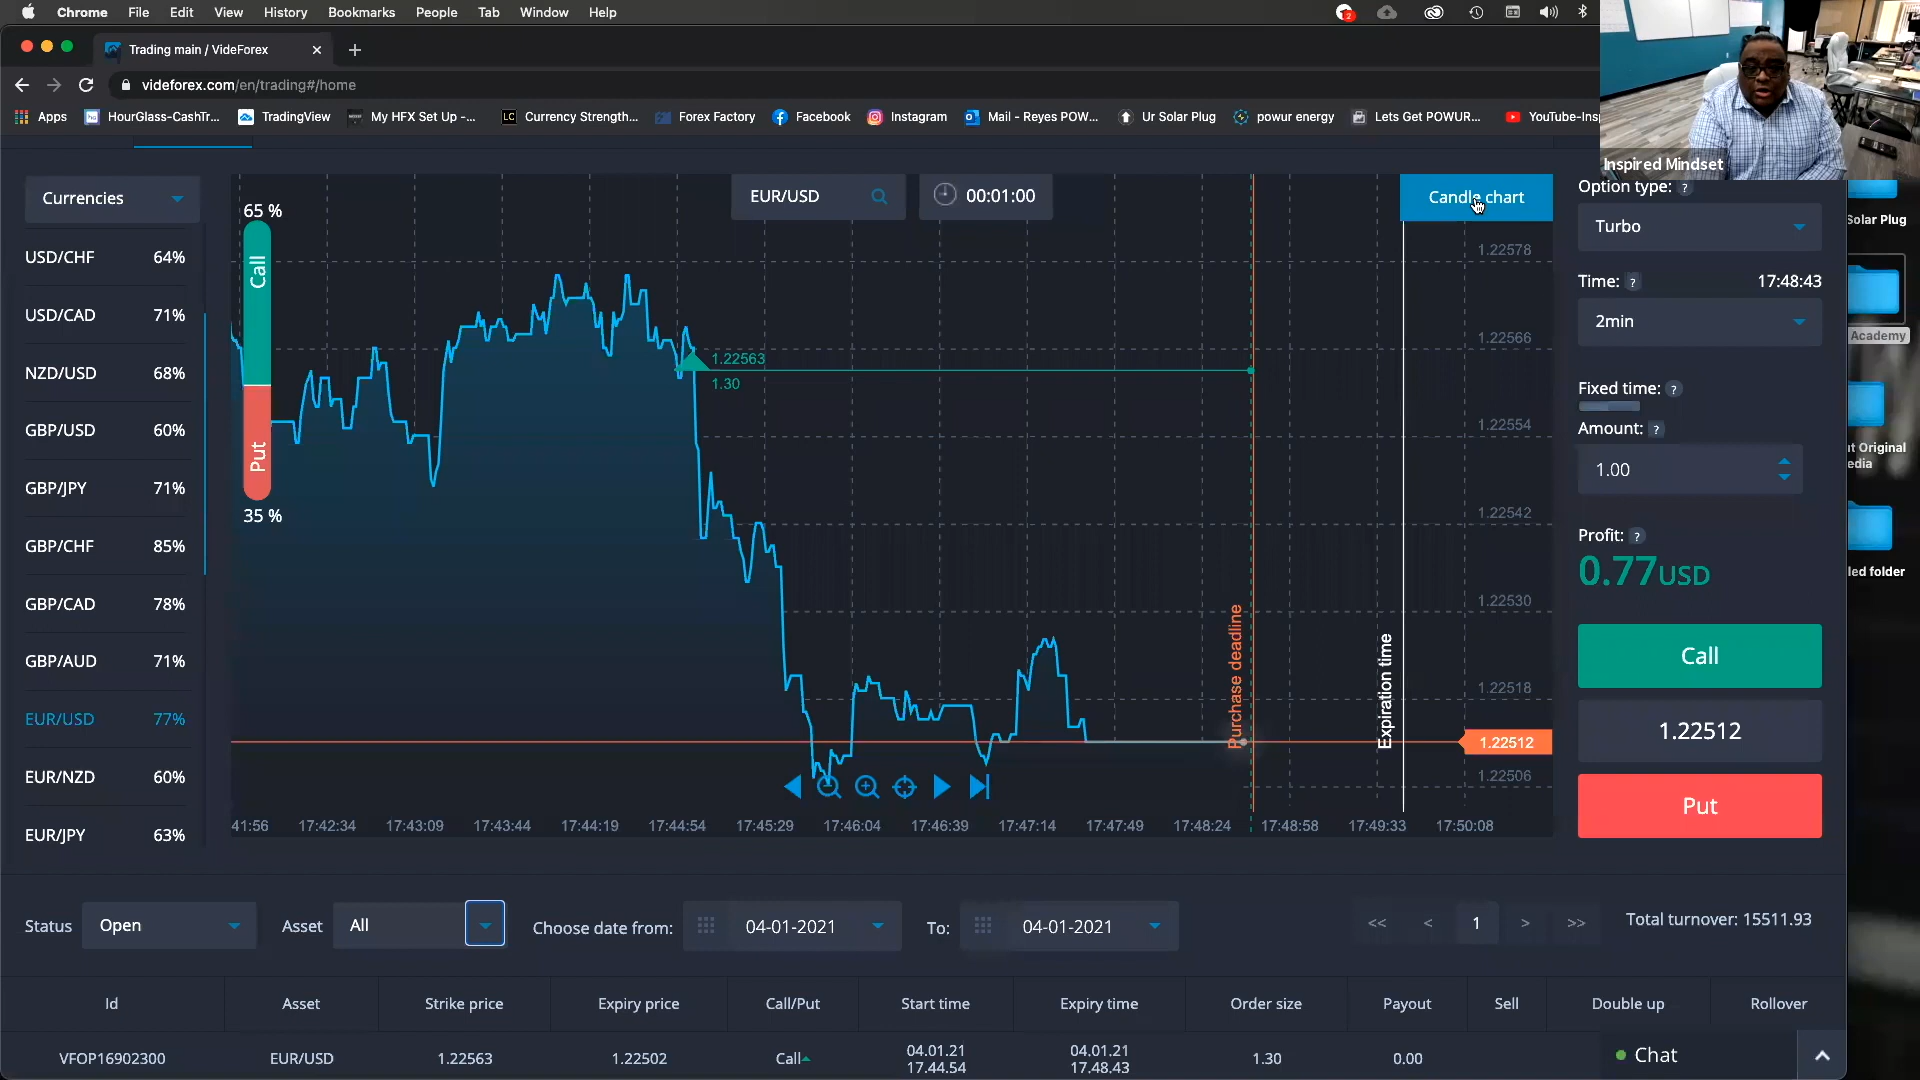 Chrome File Edit View History Bookmarks People Tab Window Help
2
Trading main / VideForex
videforex.com/en/trading#/home
Apps HourGlass-CashTr... TradingView My HFX Set Up -... LC Currency Strength... Forex Factory Facebook Instagram Mail - Reyes POW... Ur Solar Plug powur energy Lets Get POWUR... YouTube-Insp
Inspired Mindset
Currencies
USD/CHF 64%
USD/CAD 71%
NZD/USD 68%
GBP/USD 60%
GBP/JPY 71%
GBP/CHF 85%
GBP/CAD 78%
GBP/AUD 71%
EUR/USD 77%
EUR/NZD 60%
EUR/JPY 63%
65 %
Call
Put
35 %
EUR/USD
00:01:00
Candle chart
1.22563
1.30
1.22578
1.22566
1.22554
1.22542
1.22530
1.22518
1.22512
1.22506
Purchase deadline
Expiration time
41:56 17:42:34 17:43:09 17:43:44 17:44:19 17:44:54 17:45:29 17:46:04 17:46:39 17:47:14 17:47:49 17:48:24 17:48:58 17:49:33 17:50:08
Option type: ?
Turbo
Time: ? 17:48:43
2min
Fixed time: ?
Amount: ?
1.00
Profit: ?
0.77USD
Call
1.22512
Put
Solar Plug
Academy
t Original
edia
led folder
Status Open Asset All Choose date from: 04-01-2021 To: 04-01-2021 << < 1 > >> Total turnover: 15511.93
Id Asset Strike price Expiry price Call/Put Start time Expiry time Order size Payout Sell Double up Rollover
VFOP16902300 EUR/USD 1.22563 1.22502 Call 04.01.21 17.44.54 04.01.21 17.48.43 1.30 0.00
Chat